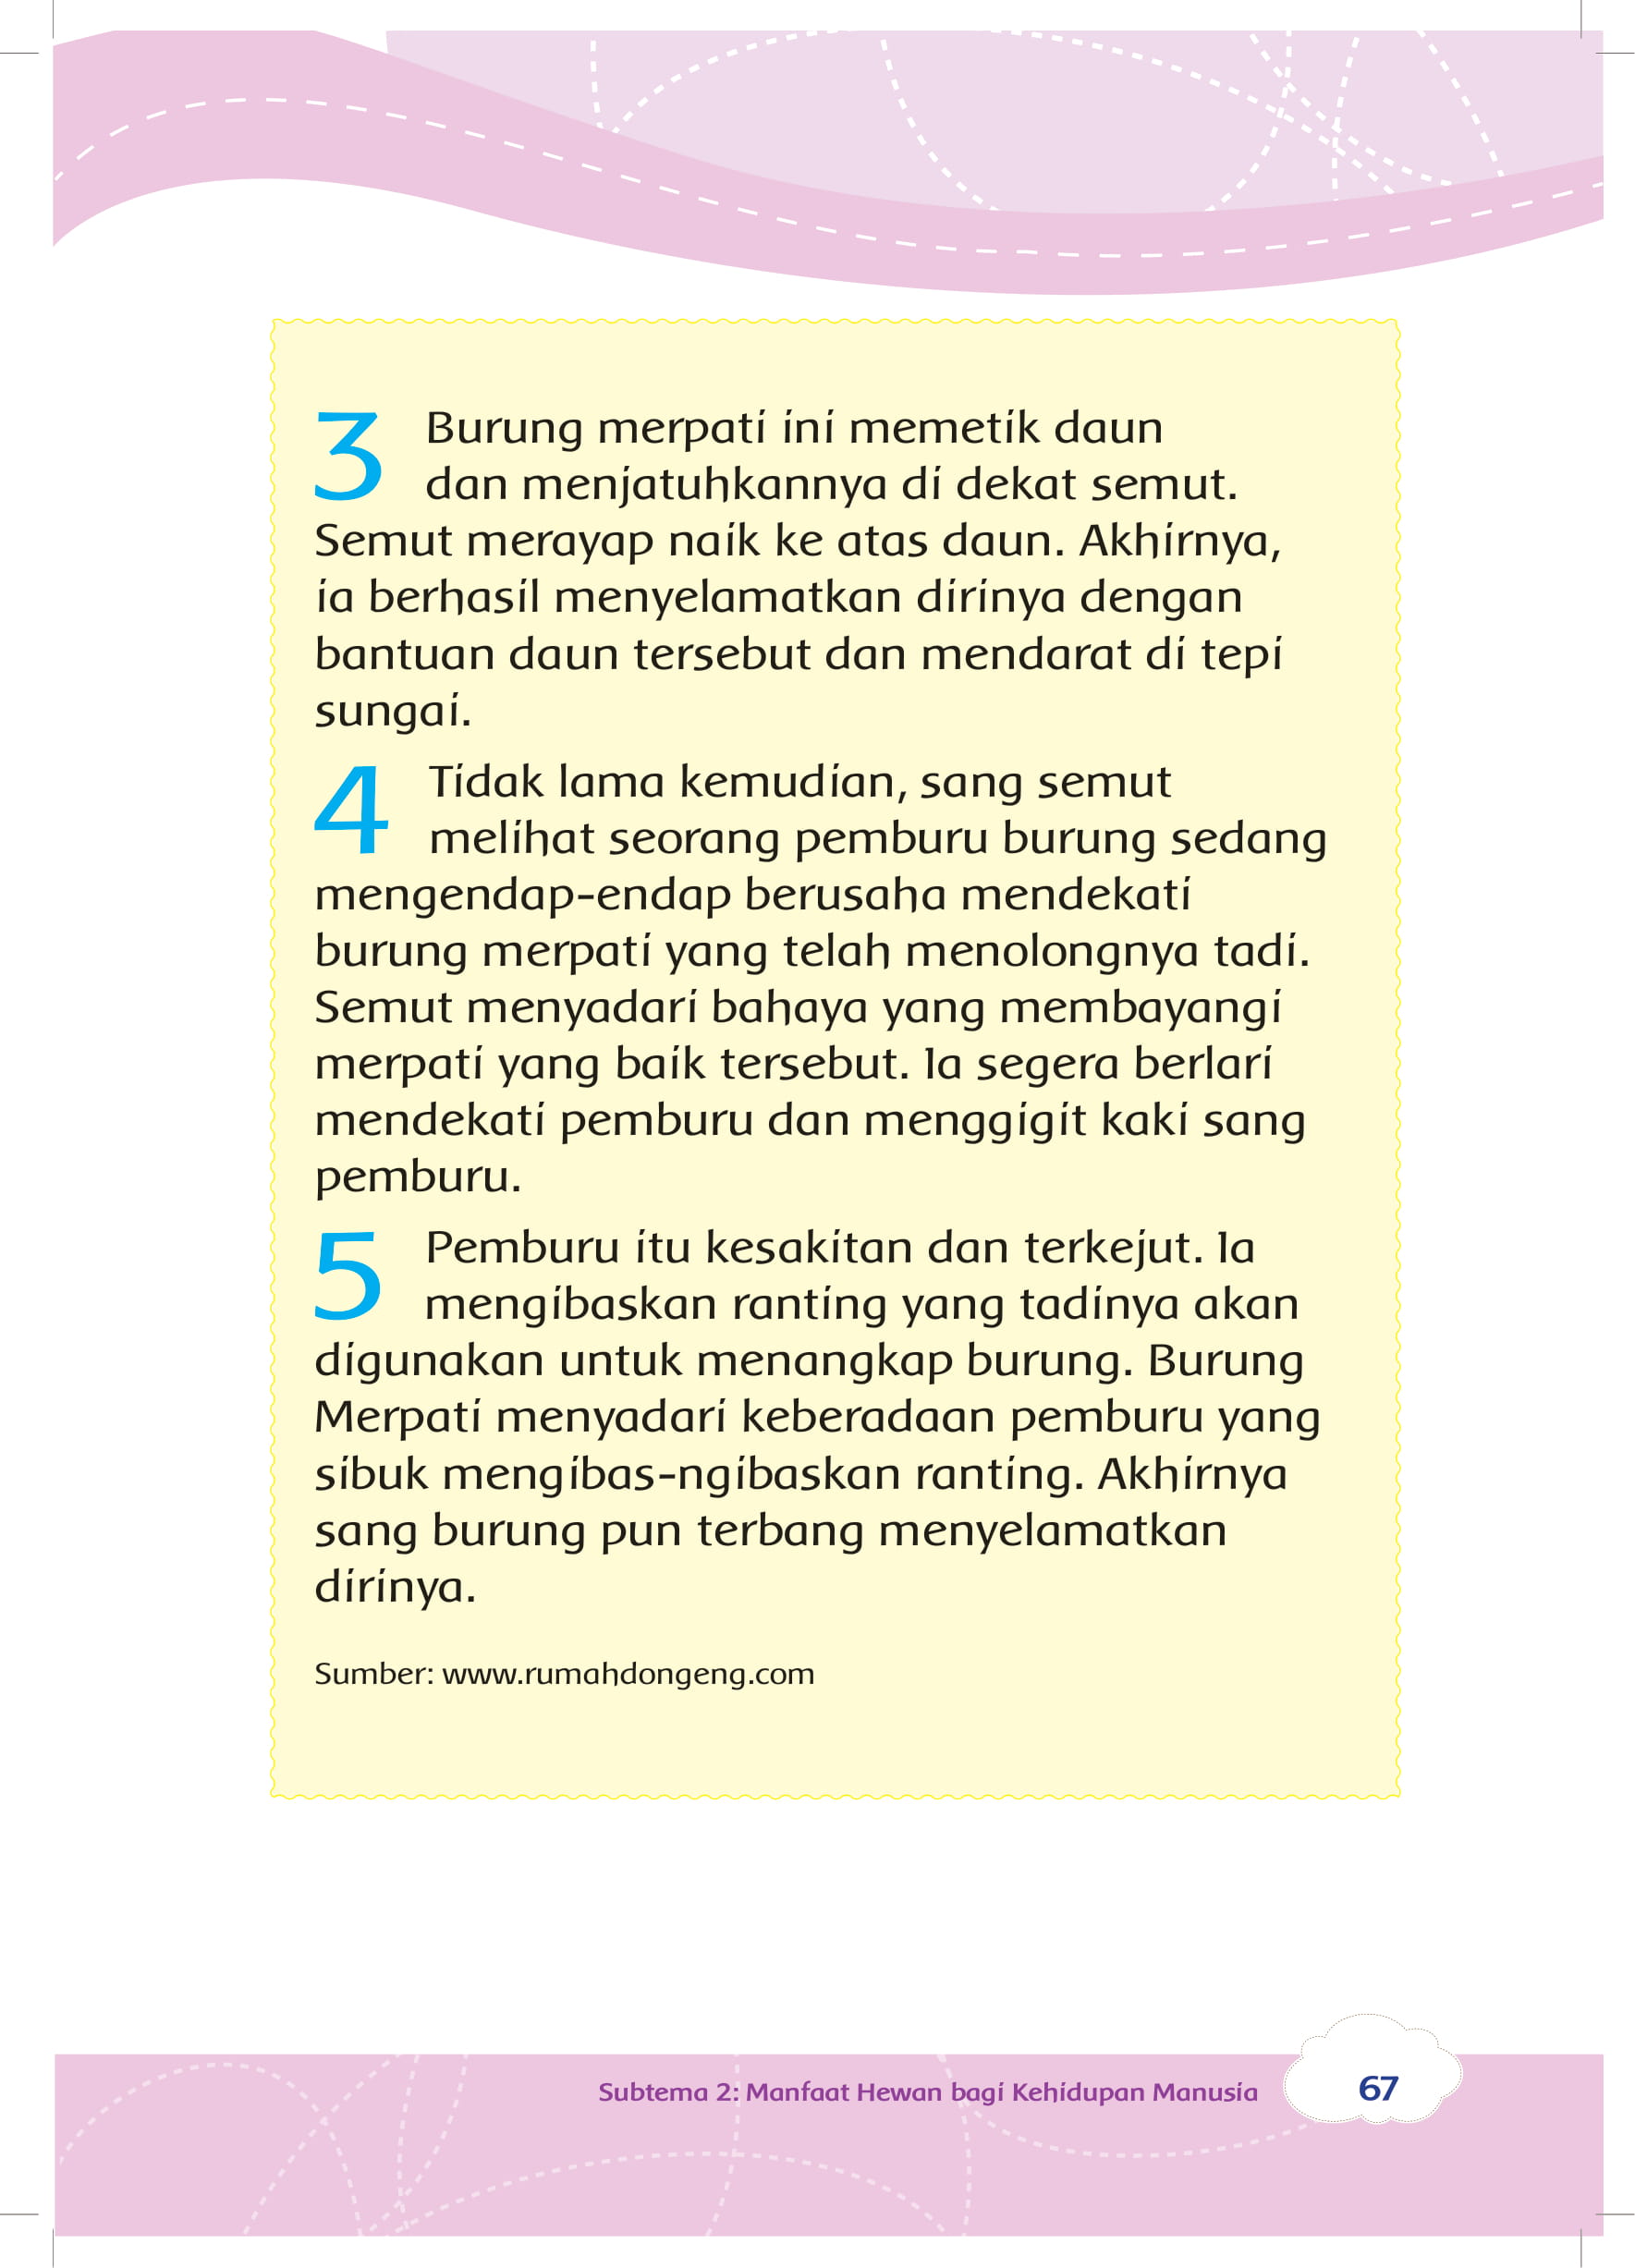 3 Burung merpati ini memetik daun
dan menjatuhkannya di dekat semut.
Semut merayap naik ke atas daun. Akhirnya,
ia berhasil menyelamatkan dirinya dengan
bantuan daun tersebut dan mendarat di tepi
sungai.
4 Tidak lama kemudian, sang semut
melihat seorang pemburu burung sedang
mengendap-endap berusaha mendekati
burung merpati yang telah menolongnya tadi.
Semut menyadari bahaya yang membayangi
merpati yang baik tersebut. Ia segera berlari
mendekati pemburu dan menggigit kaki sang
pemburu.
5 Pemburu itu kesakitan dan terkejut. Ia
mengibaskan ranting yang tadinya akan
digunakan untuk menangkap burung. Burung
Merpati menyadari keberadaan pemburu yang
sibuk mengibas-ngibaskan ranting. Akhirnya
sang burung pun terbang menyelamatkan
dirinya.
Sumber: www.rumahdongeng.com
Subtema 2: Manfaat Hewan bagi Kehidupan Manusia
67